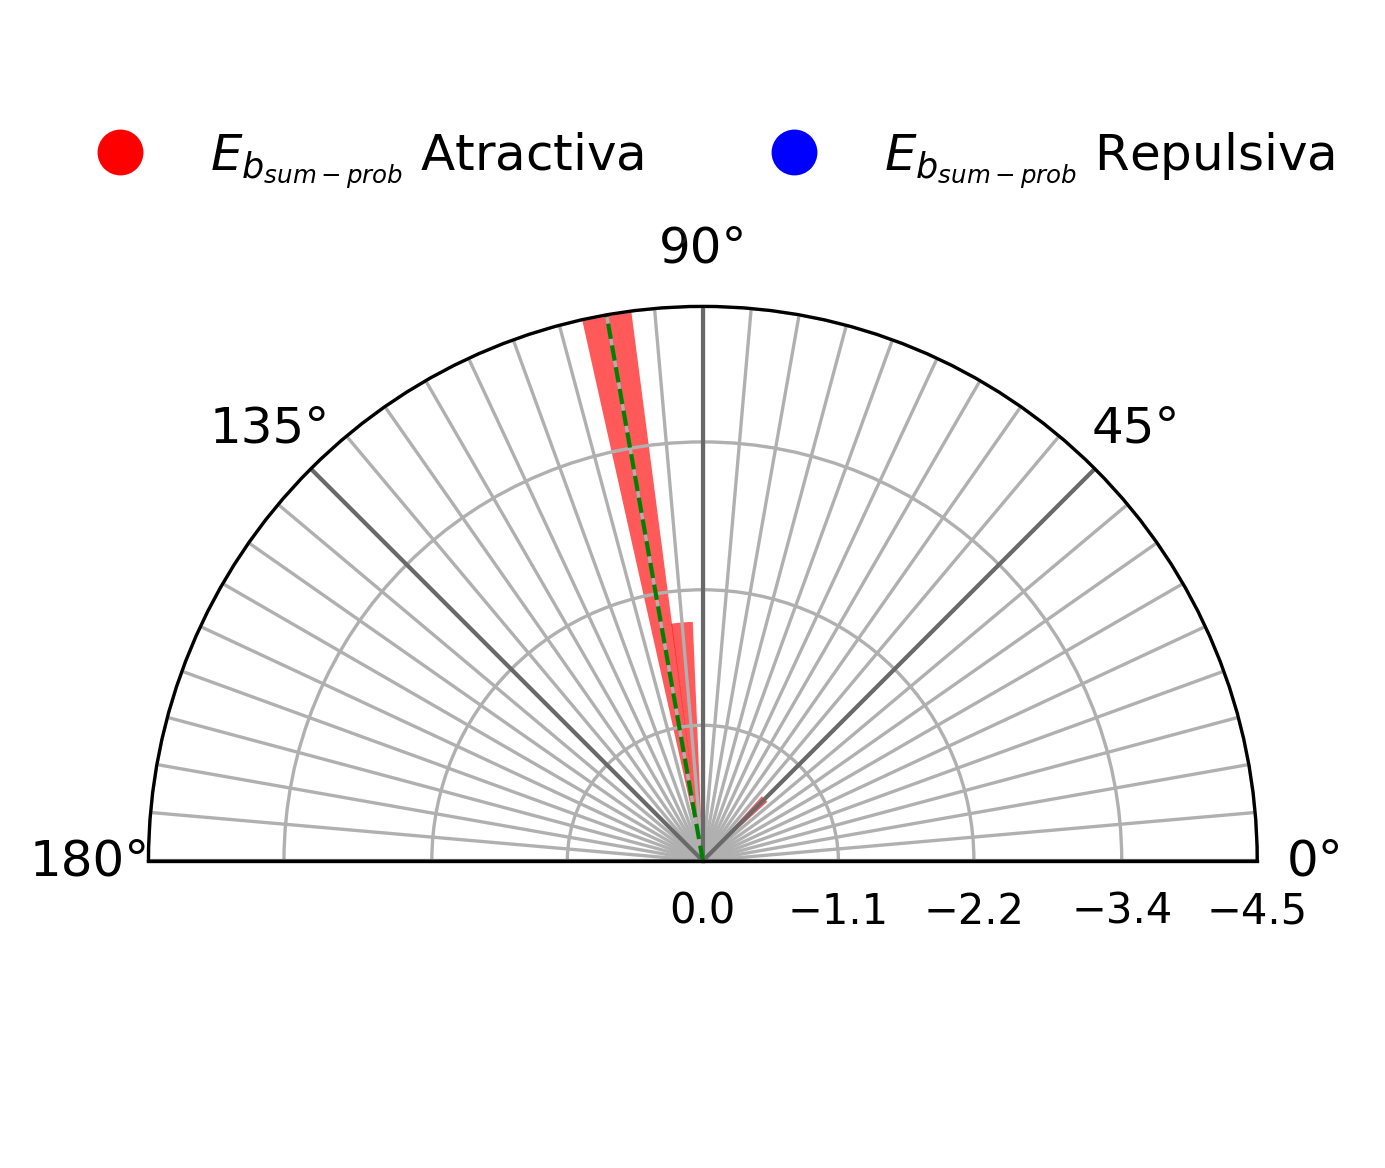 E_{b_{sum-prob}} Atractiva E_{b_{sum-prob}} Repulsiva
90°
135° 45°
180° 0°
0.0 −1.1 −2.2 −3.4 −4.5